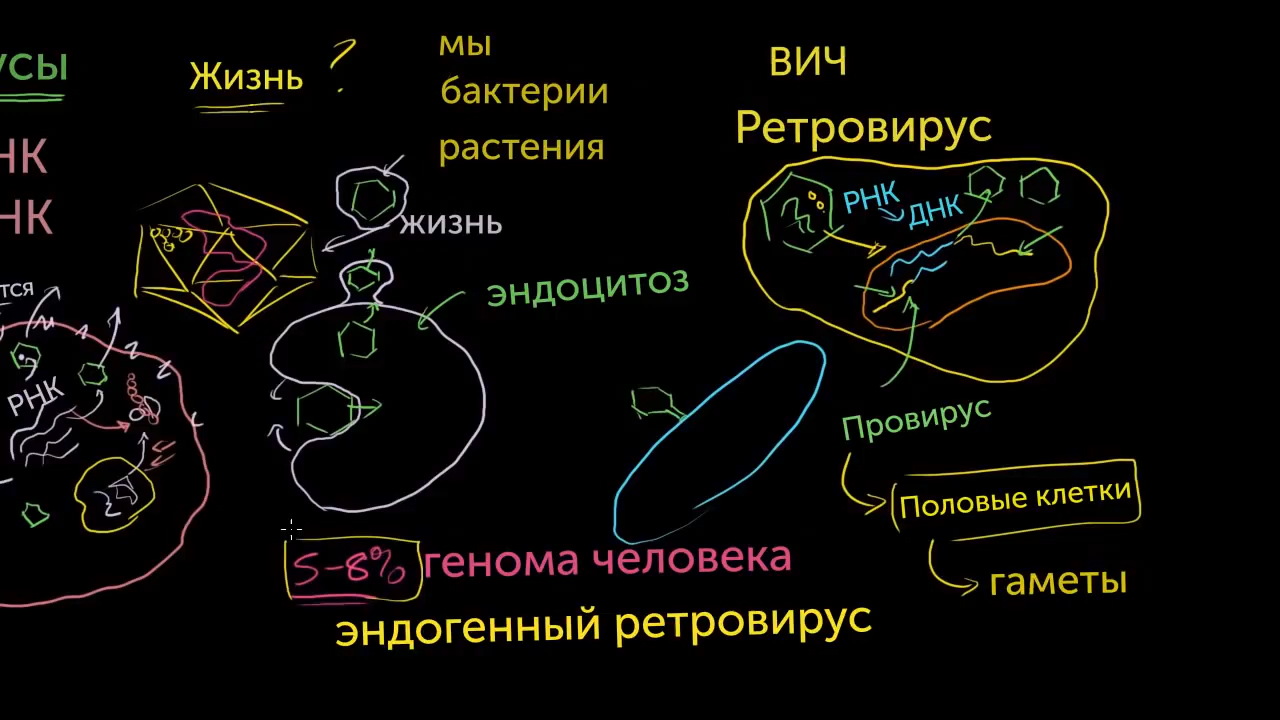 усы
Жизнь ?
мы
бактерии
растения
ВИЧ
Ретровирус
НК
НК
жизнь
РНК
ДНК
эндоцитоз
тся
РНК
Провирус
Половые клетки
гаметы
5-8% генома человека
эндогенный ретровирус